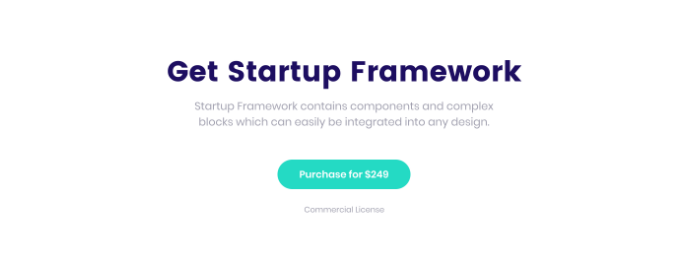 Get Startup Framework
Startup Framework contains components and complex
blocks which can easily be integrated into any design.
Purchase for $249
Commercial License